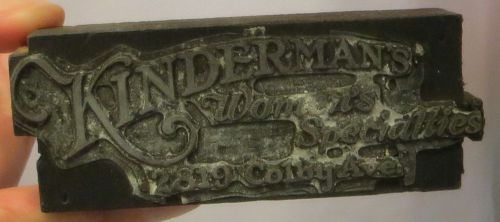 KINDERMAN'S
Women's
Specialties
2819 Colby Ave.